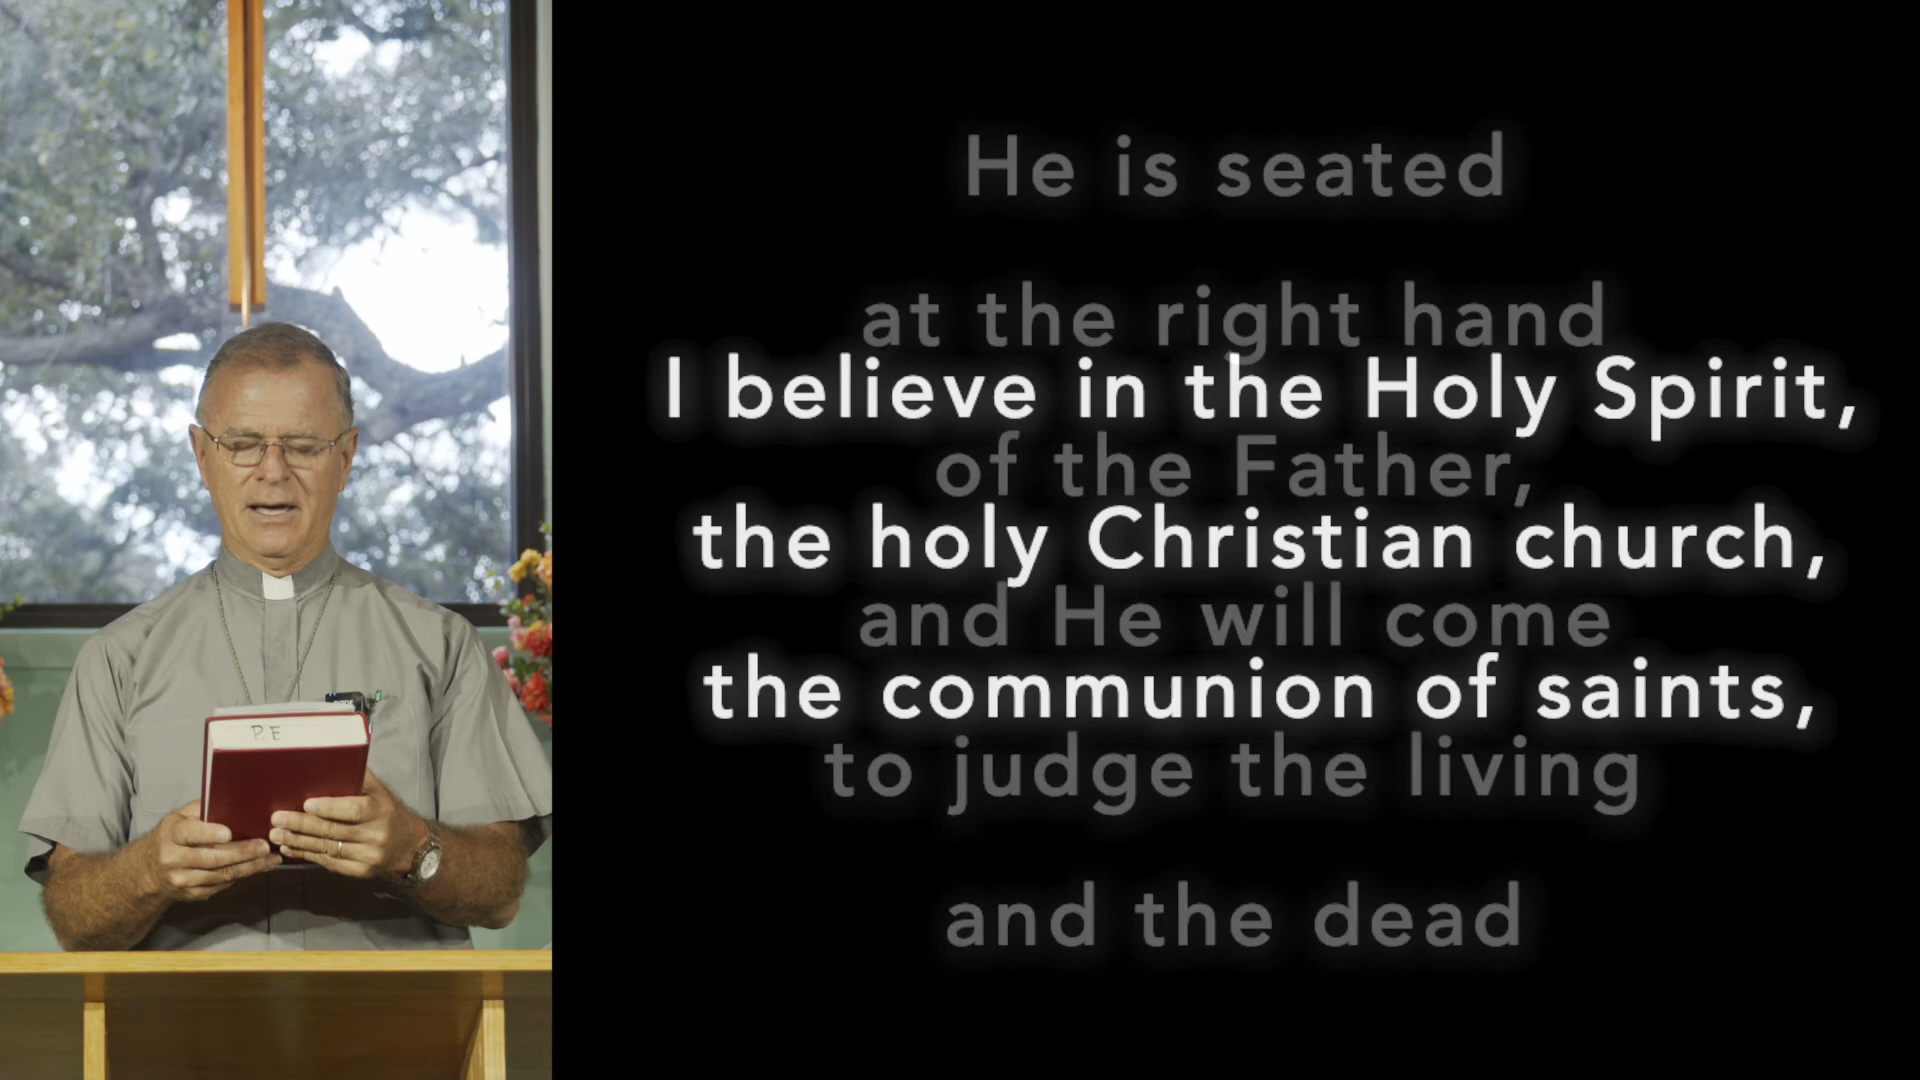 He is seated
at the right hand
I believe in the Holy Spirit,
of the Father,
the holy Christian church,
and He will come
the communion of saints,
to judge the living
and the dead
P.E